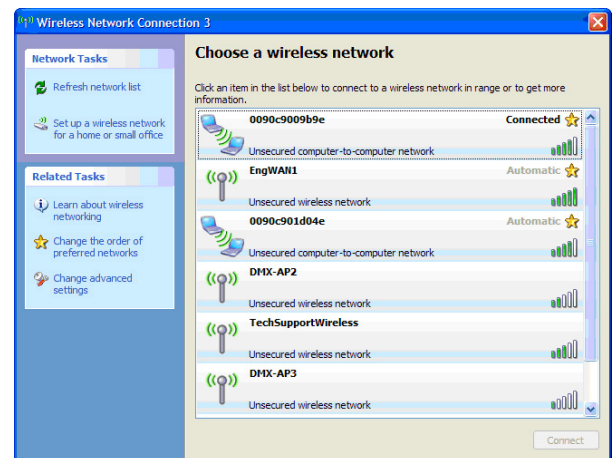 Wireless Network Connection 3
Network Tasks
Refresh network list
Set up a wireless network
for a home or small office
Related Tasks
Learn about wireless
networking
Change the order of
preferred networks
Change advanced
settings
Choose a wireless network
Click an item in the list below to connect to a wireless network in range or to get more
information.
0090c9009b9e Connected
Unsecured computer-to-computer network
EngWAN1 Automatic
Unsecured wireless network
0090c901d04e Automatic
Unsecured computer-to-computer network
DMX-AP2
Unsecured wireless network
TechSupportWireless
Unsecured wireless network
DMX-AP3
Unsecured wireless network
Connect